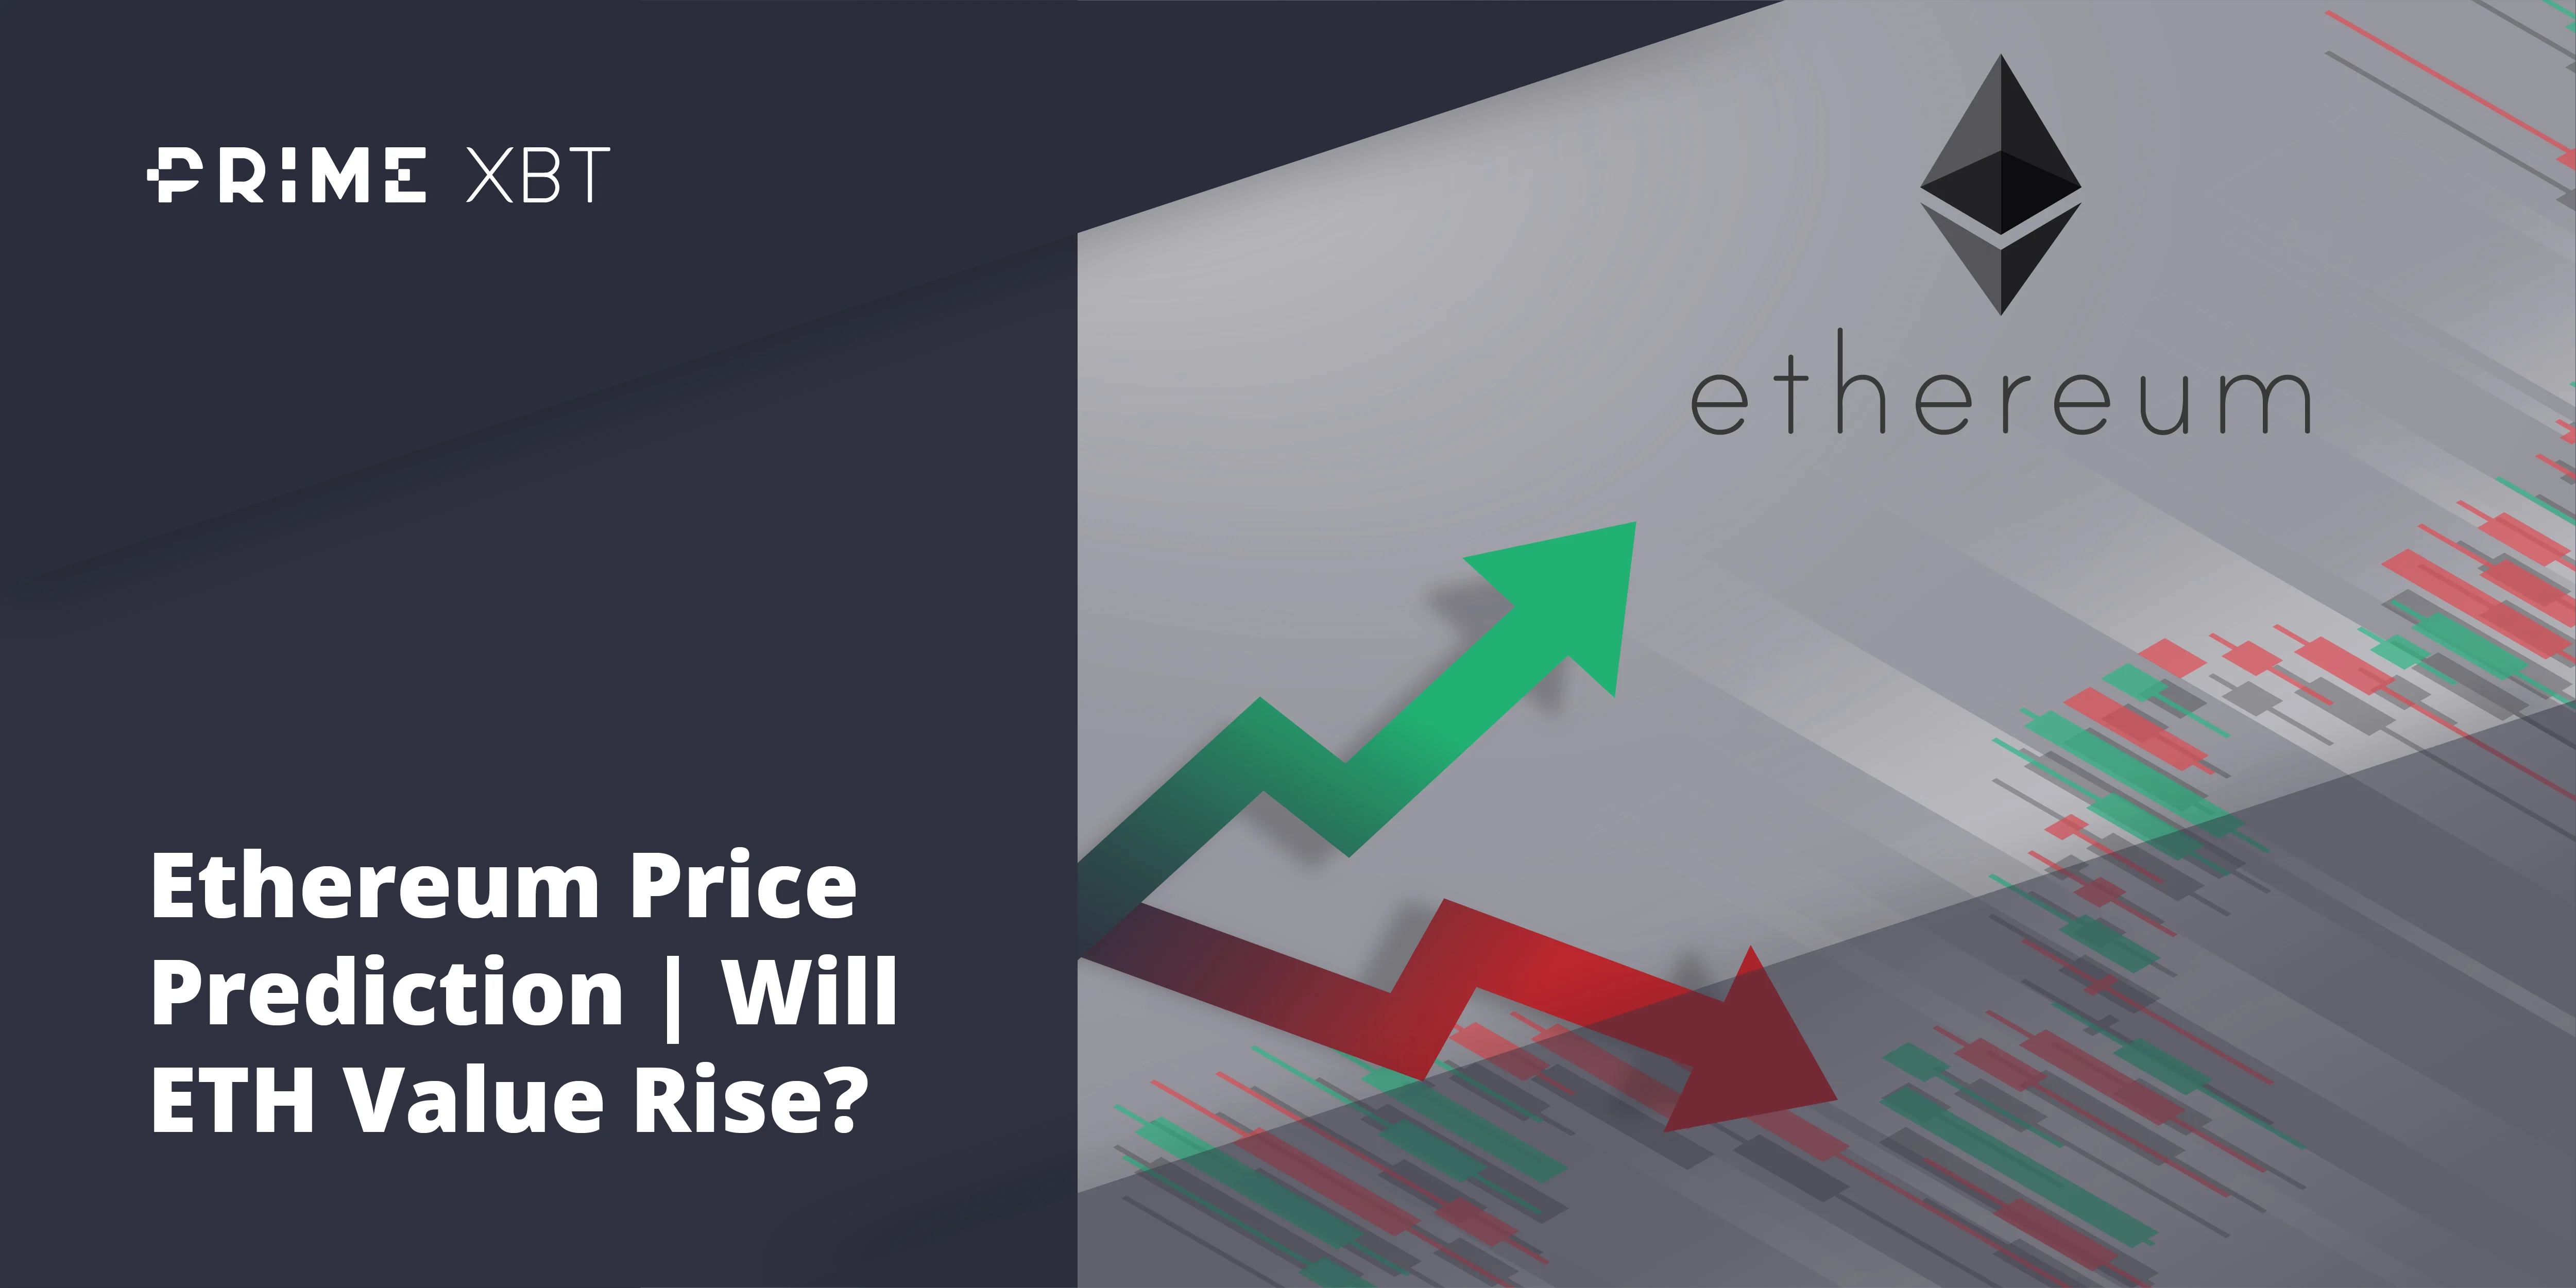 PRIME XBT
ethereum
Ethereum Price
Prediction | Will
ETH Value Rise?